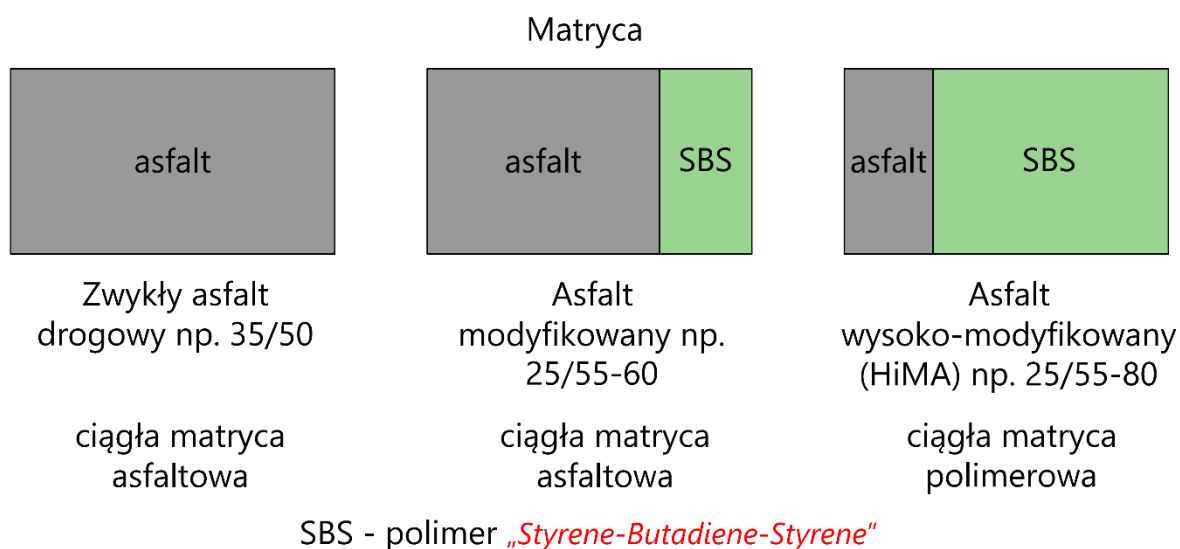 Matryca
asfalt
asfalt
SBS
asfalt
SBS
Zwykły asfalt
drogowy np. 35/50
Asfalt
modyfikowany np.
25/55-60
Asfalt
wysoko-modyfikowany
(HiMA) np. 25/55-80
ciągła matryca
asfaltowa
ciągła matryca
asfaltowa
ciągła matryca
polimerowa
SBS - polimer „Styrene-Butadiene-Styrene"